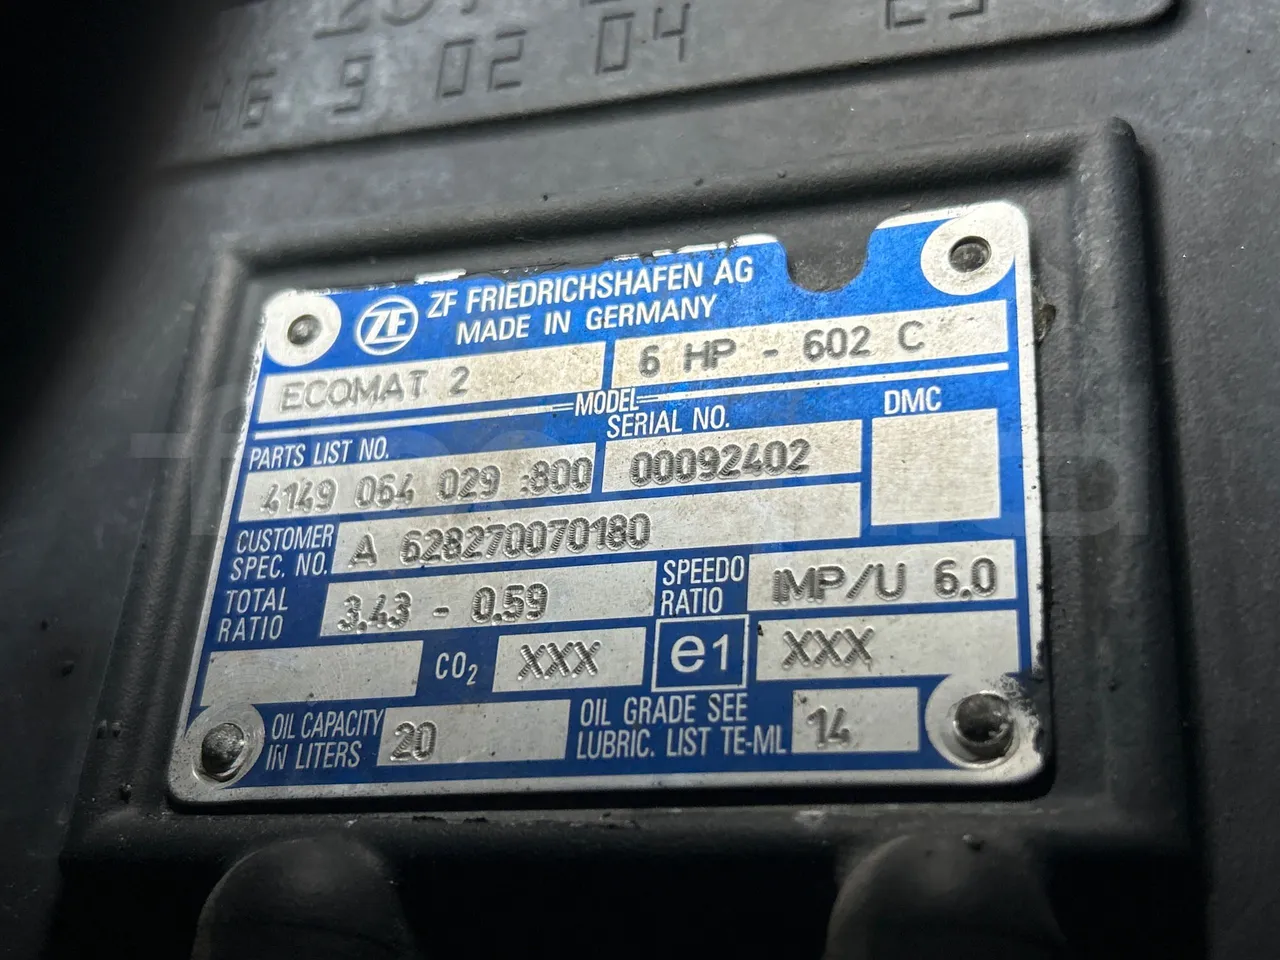 46 9 02 04
ZF
ZF FRIEDRICHSHAFEN AG
MADE IN GERMANY
ECOMAT 2
6 HP - 602 C
MODEL
PARTS LIST NO.
SERIAL NO.
DMC
4149 064 029 :800
00092402
CUSTOMER
SPEC. NO.
A 628270070180
TOTAL
RATIO
3.43 - 0.59
SPEEDO
RATIO
IMP/U 6.0
CO₂
XXX
e1
XXX
OIL CAPACITY
IN LITERS
20
OIL GRADE SEE
LUBRIC. LIST TE-ML
14